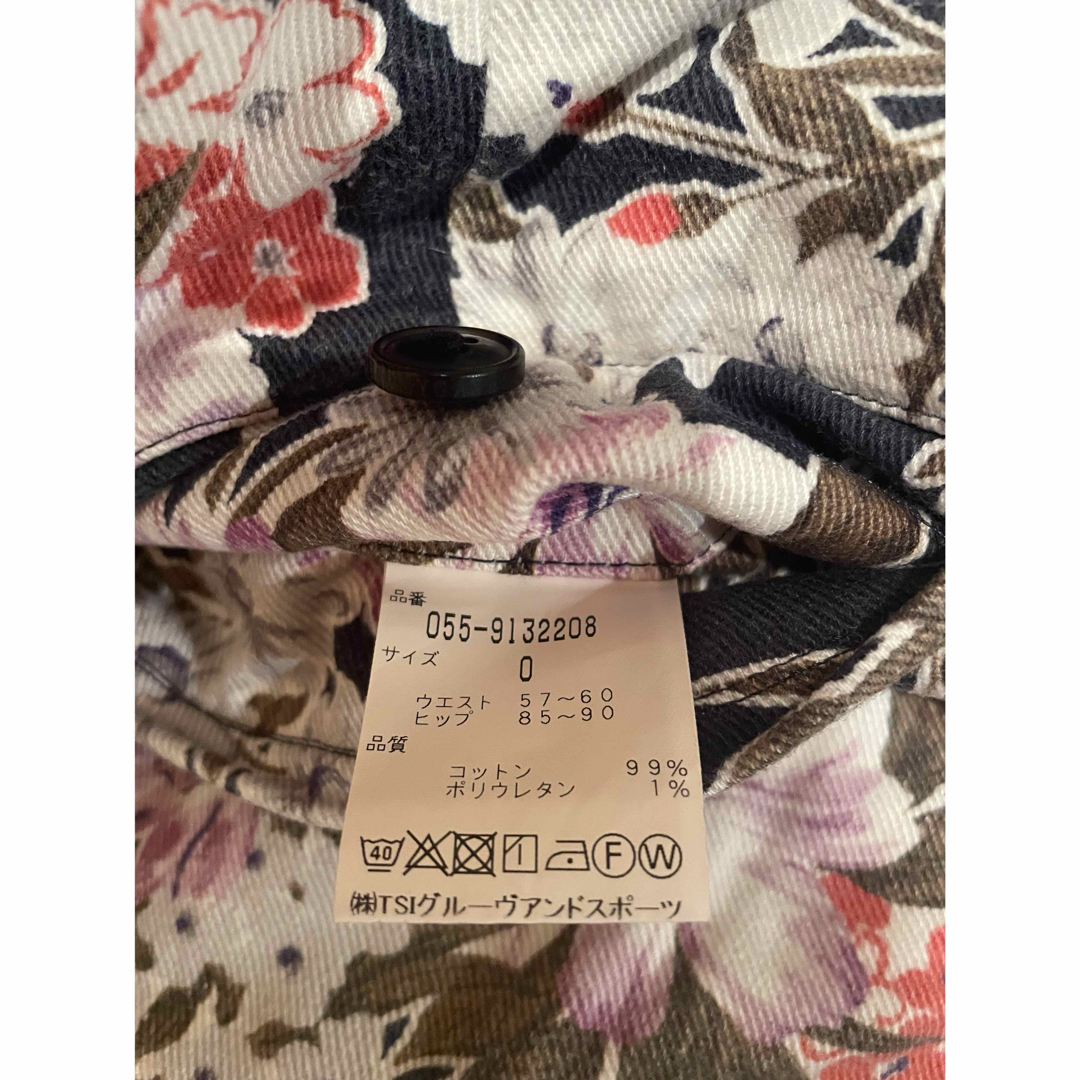 品番
055-9132208
サイズ 0
ウエスト 57~60
ヒップ 85~90
品質
コットン 99%
ポリウレタン 1%
40 F W
㈱TSIグルーヴアンドスポーツ